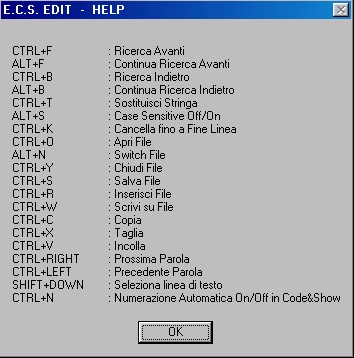 E.C.S. EDIT - HELP
CTRL+F : Ricerca Avanti
ALT+F : Continua Ricerca Avanti
CTRL+B : Ricerca Indietro
ALT+B : Continua Ricerca Indietro
CTRL+T : Sostituisci Stringa
ALT+S : Case Sensitive Off/On
CTRL+K : Cancella fino a Fine Linea
CTRL+O : Apri File
ALT+N : Switch File
CTRL+Y : Chiudi File
CTRL+S : Salva File
CTRL+R : Inserisci File
CTRL+W : Scrivi su File
CTRL+C : Copia
CTRL+X : Taglia
CTRL+V : Incolla
CTRL+RIGHT : Prossima Parola
CTRL+LEFT : Precedente Parola
SHIFT+DOWN : Seleziona linea di testo
CTRL+N : Numerazione Automatica On/Off in Code&Show
OK